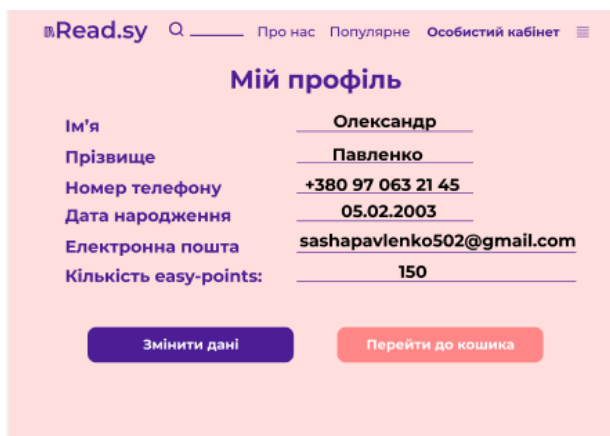 Read.sy Про нас Популярне Особистий кабінет
Мій профіль
Ім’я Олександр
Прізвище Павленко
Номер телефону +380 97 063 21 45
Дата народження 05.02.2003
Електронна пошта sashapavlenko502@gmail.com
Кількість easy-points: 150
Змінити дані Перейти до кошика